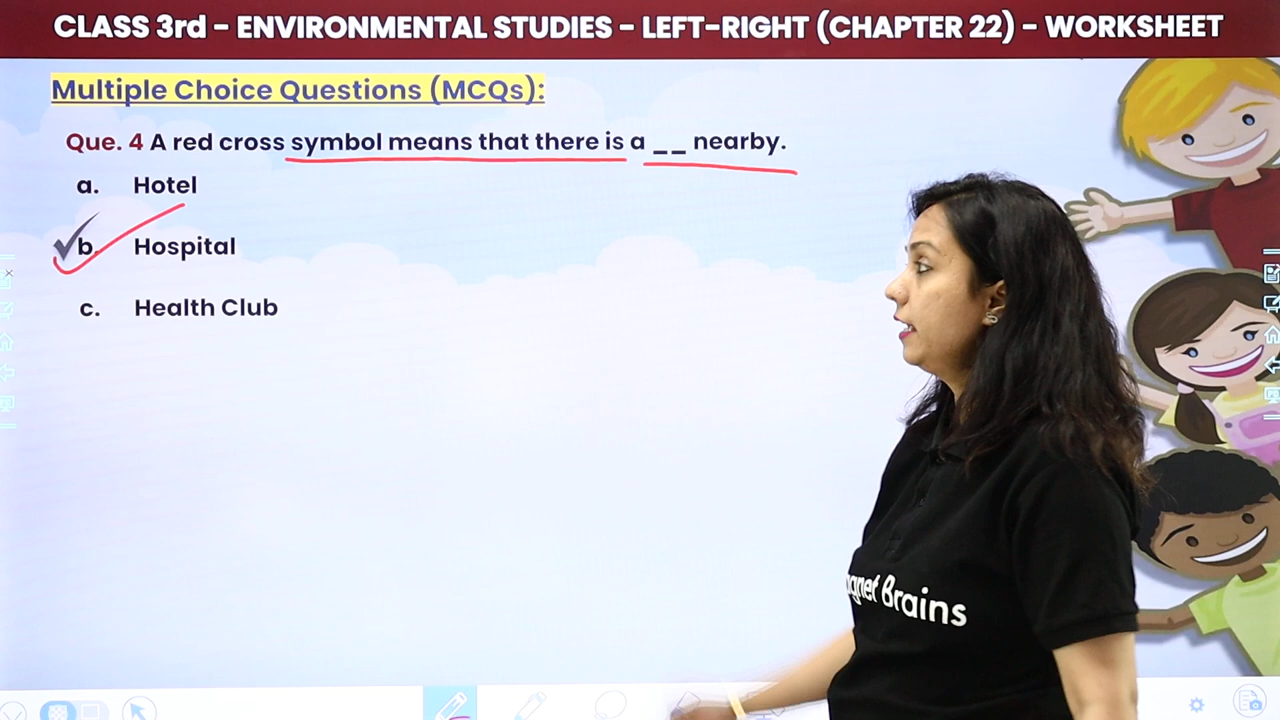 CLASS 3rd – ENVIRONMENTAL STUDIES – LEFT-RIGHT (CHAPTER 22) – WORKSHEET
Multiple Choice Questions (MCQs):
Que. 4 A red cross symbol means that there is a __ nearby.
a. Hotel
b. Hospital
c. Health Club
Brains